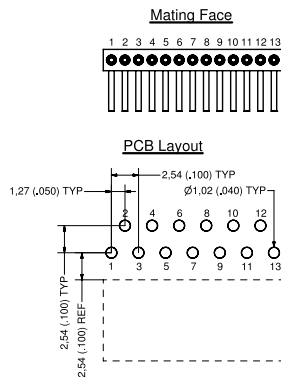 Mating Face
1 2 3 4 5 6 7 8 9 10 11 12 13
PCB Layout
2,54 (.100) TYP
1,27 (.050) TYP
Ø1,02 (.040) TYP
2 4 6 8 10 12
1 3 5 7 9 11 13
2,54 (.100) TYP
2,54 (.100) REF